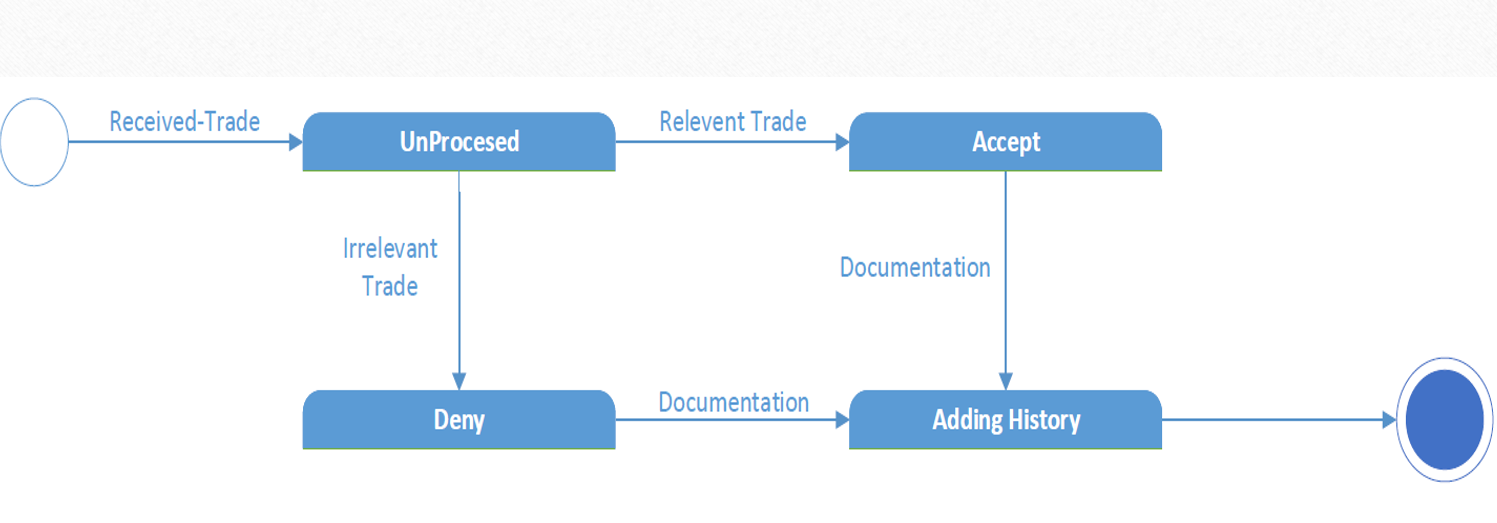 Received-Trade
UnProcesed
Relevent Trade
Accept
Irrelevant
Trade
Documentation
Deny
Documentation
Adding History